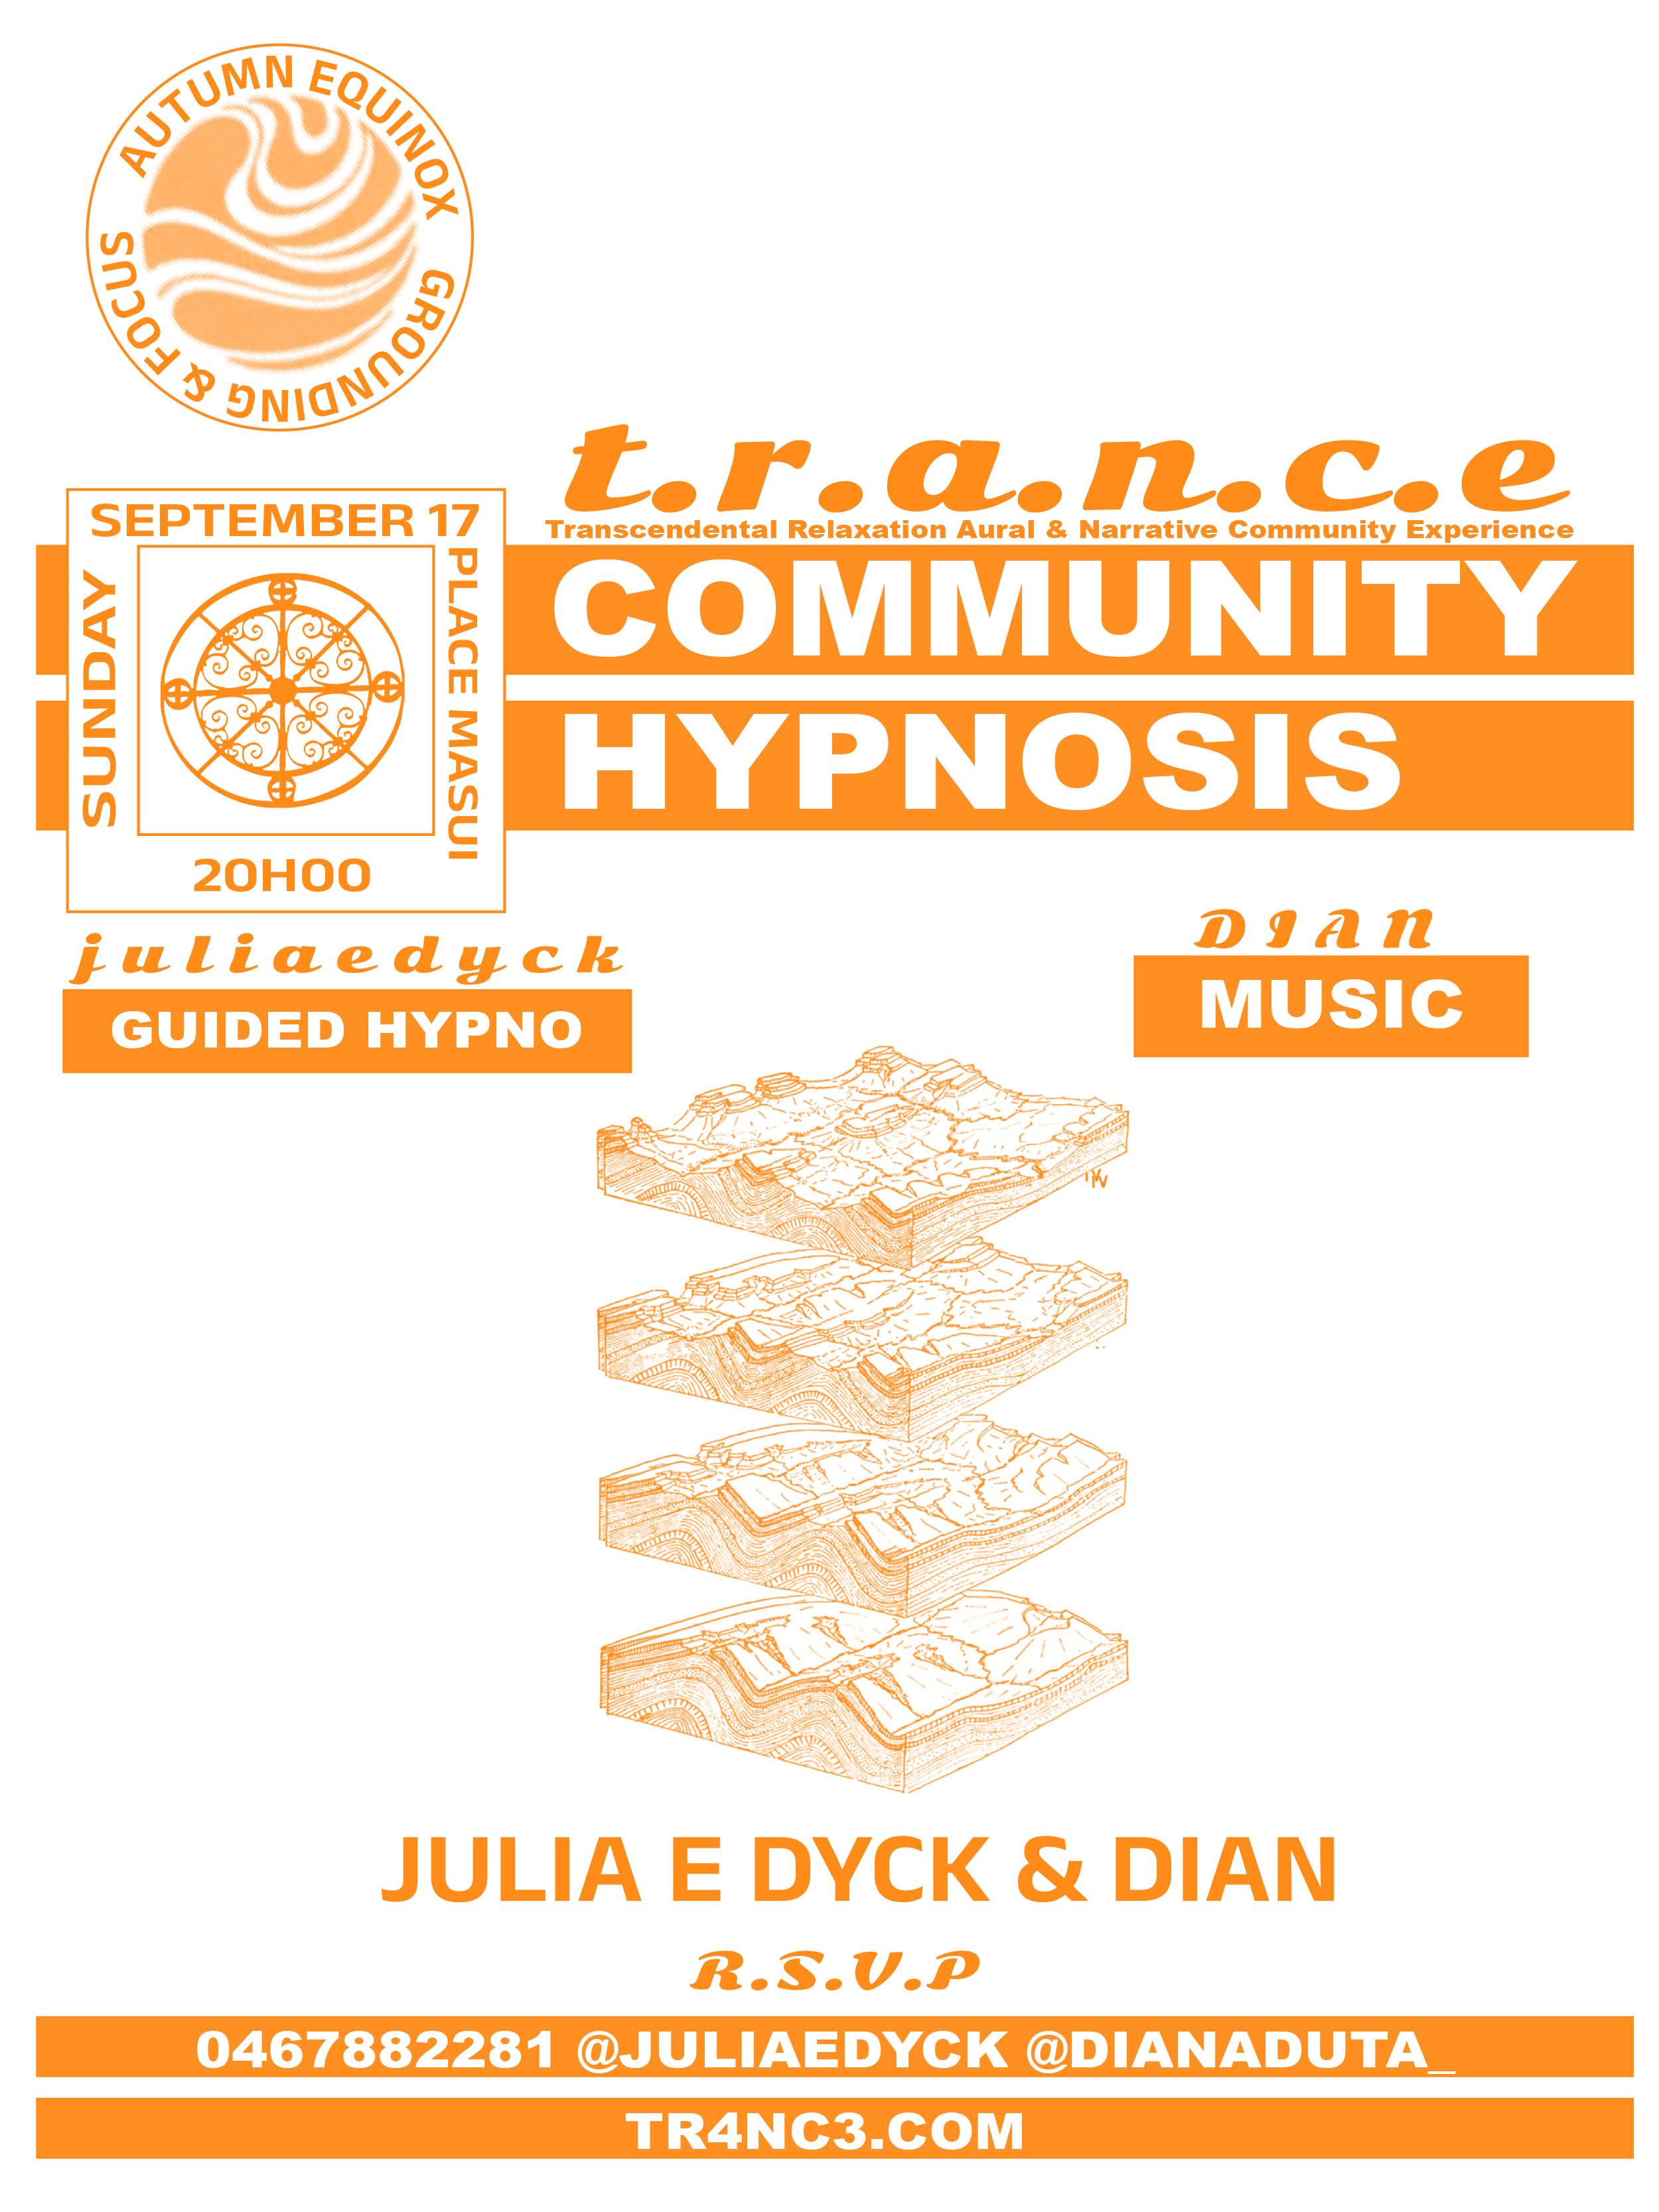 AUTUMN EQUINOX
GROUNDING & FOCUS
t.r.a.n.c.e
Transcendental Relaxation Aural & Narrative Community Experience
COMMUNITY
HYPNOSIS
SEPTEMBER 17
PLACE MASUI
SUNDAY
20H00
juliaedyck
GUIDED HYPNO
DIAN
MUSIC
JULIA E DYCK & DIAN
R.S.V.P
0467882281 @JULIAEDYCK @DIANADUTA_
TR4NC3.COM